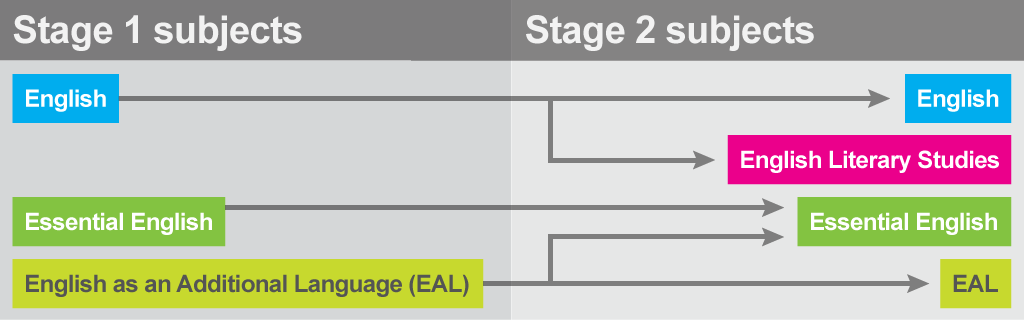 Stage 1 subjects
Stage 2 subjects
English
English
English Literary Studies
Essential English
Essential English
English as an Additional Language (EAL)
EAL